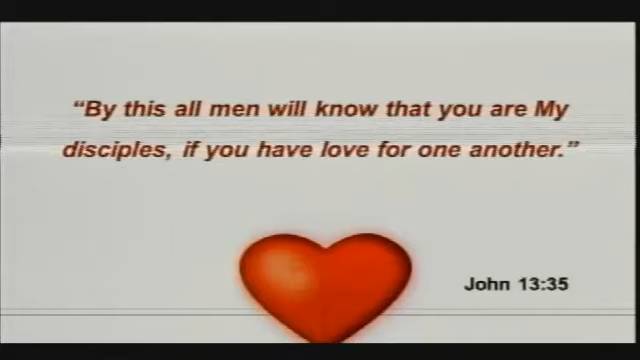 “By this all men will know that you are My
disciples, if you have love for one another.”
John 13:35